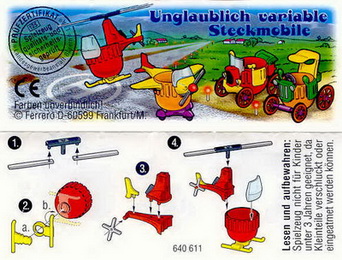 Unglaublich variable
Steckmobile
CE
Farben unverbindlich!
© Ferrero D-60599 Frankfurt/M.
1.
2.
a.
b.
3.
4.
640 611
Lesen und aufbewahren:
Spielzeug nicht für Kinder
unter 3 Jahren geeignet, da
Kleinteile verschluckt oder
eingeatmet werden können.